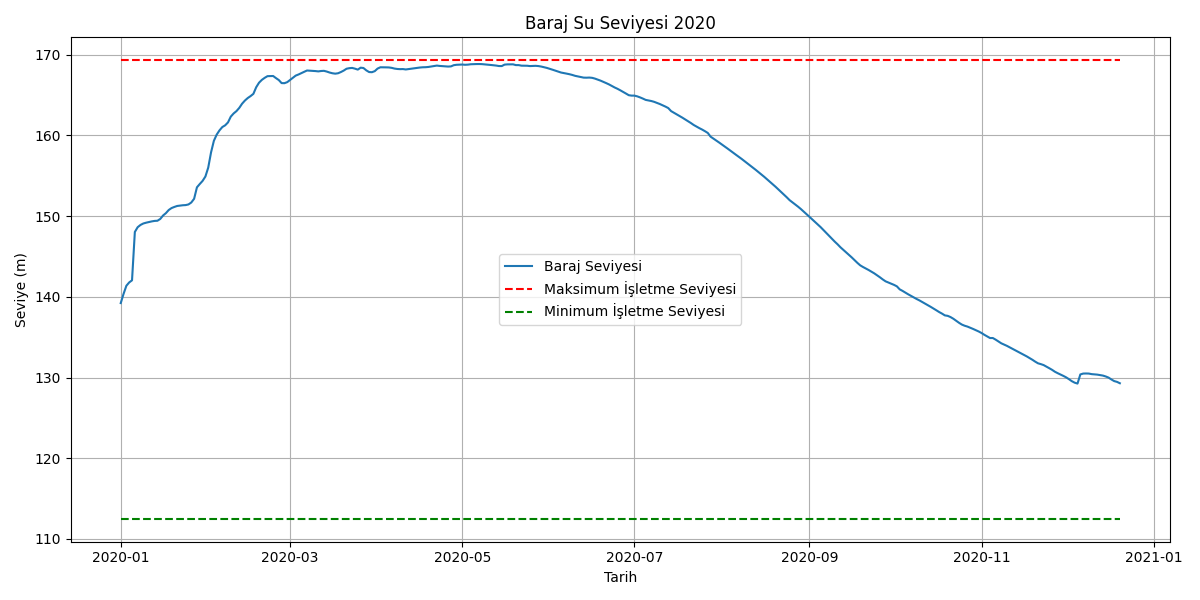 Baraj Su Seviyesi 2020
170
160
150
140
130
120
110
Seviye (m)
Baraj Seviyesi
Maksimum İşletme Seviyesi
Minimum İşletme Seviyesi
2020-01
2020-03
2020-05
2020-07
2020-09
2020-11
2021-01
Tarih